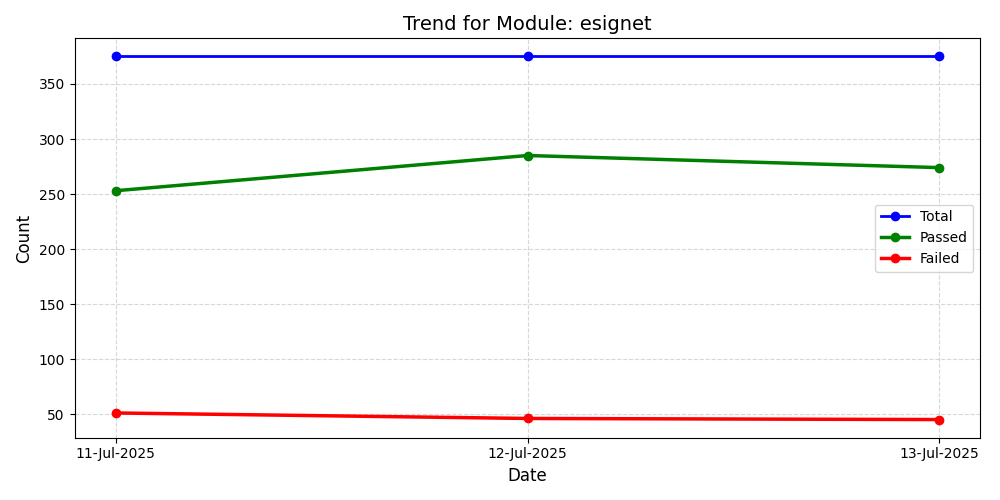 Trend for Module: esignet
Count
350
300
250
200
150
100
50
Total
Passed
Failed
11-Jul-2025
12-Jul-2025
13-Jul-2025
Date